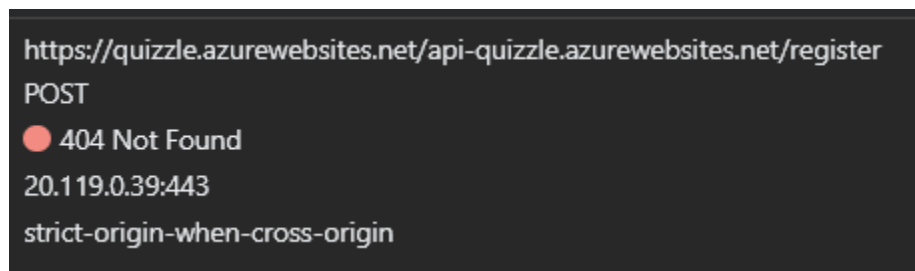 https://quizzle.azurewebsites.net/api-quizzle.azurewebsites.net/register
POST
404 Not Found
20.119.0.39:443
strict-origin-when-cross-origin